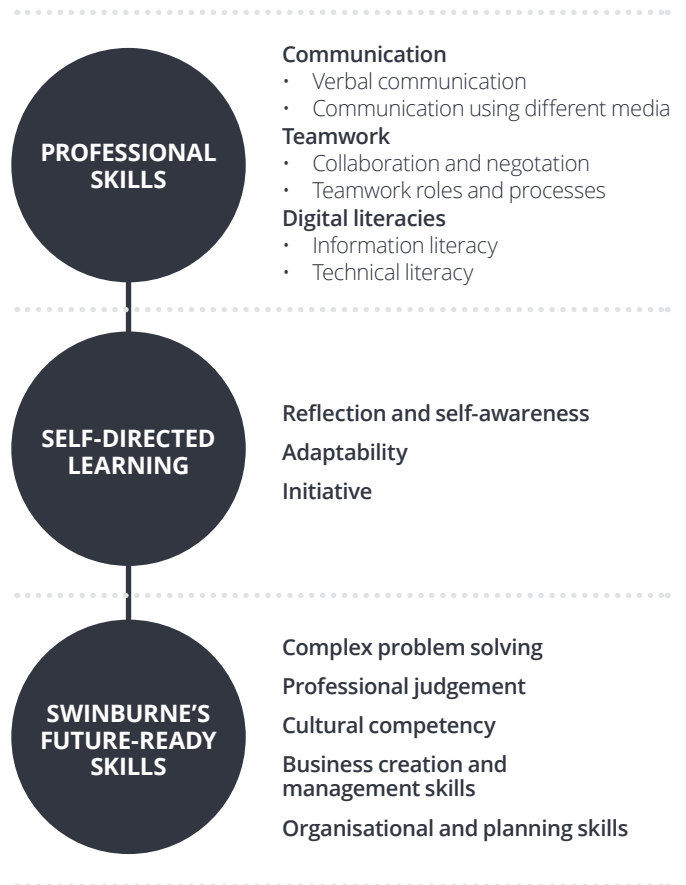 PROFESSIONAL
SKILLS
Communication
• Verbal communication
• Communication using different media
Teamwork
• Collaboration and negotation
• Teamwork roles and processes
Digital literacies
• Information literacy
• Technical literacy
SELF-DIRECTED
LEARNING
Reflection and self-awareness
Adaptability
Initiative
SWINBURNE’S
FUTURE-READY
SKILLS
Complex problem solving
Professional judgement
Cultural competency
Business creation and
management skills
Organisational and planning skills